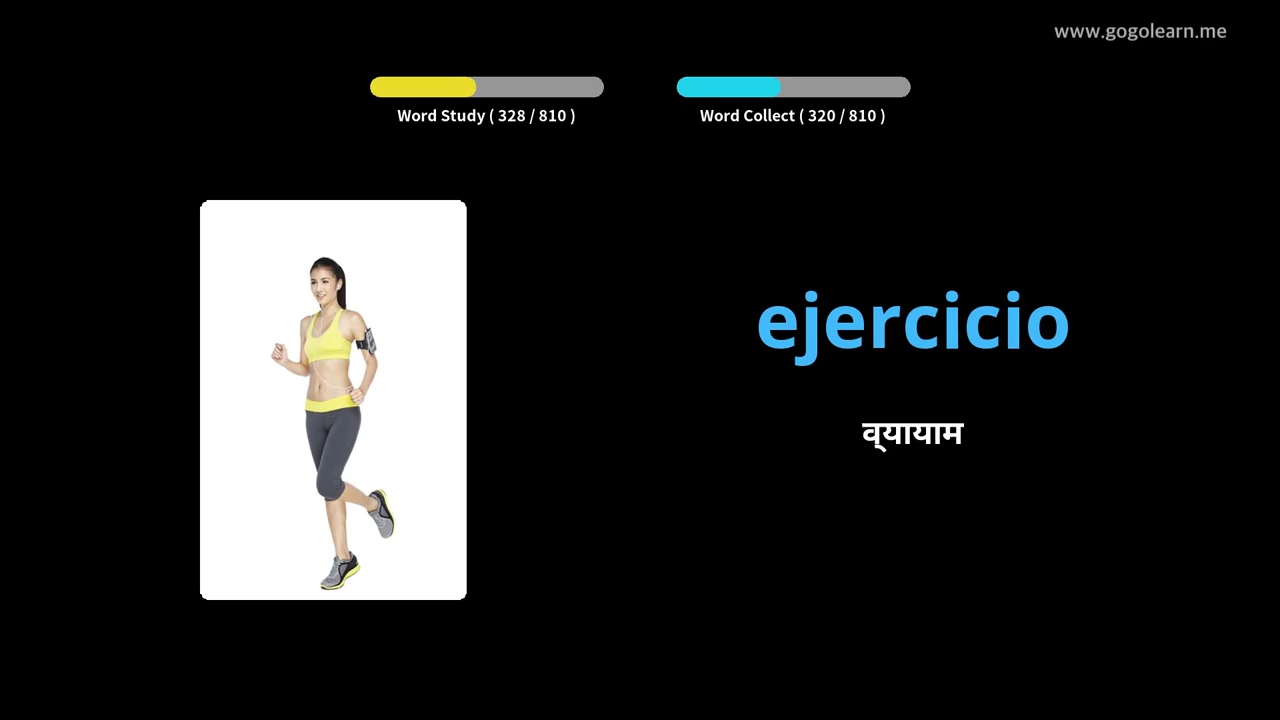 www.gogolearn.me
Word Study ( 328 / 810 )
Word Collect ( 320 / 810 )
ejercicio
व्यायाम